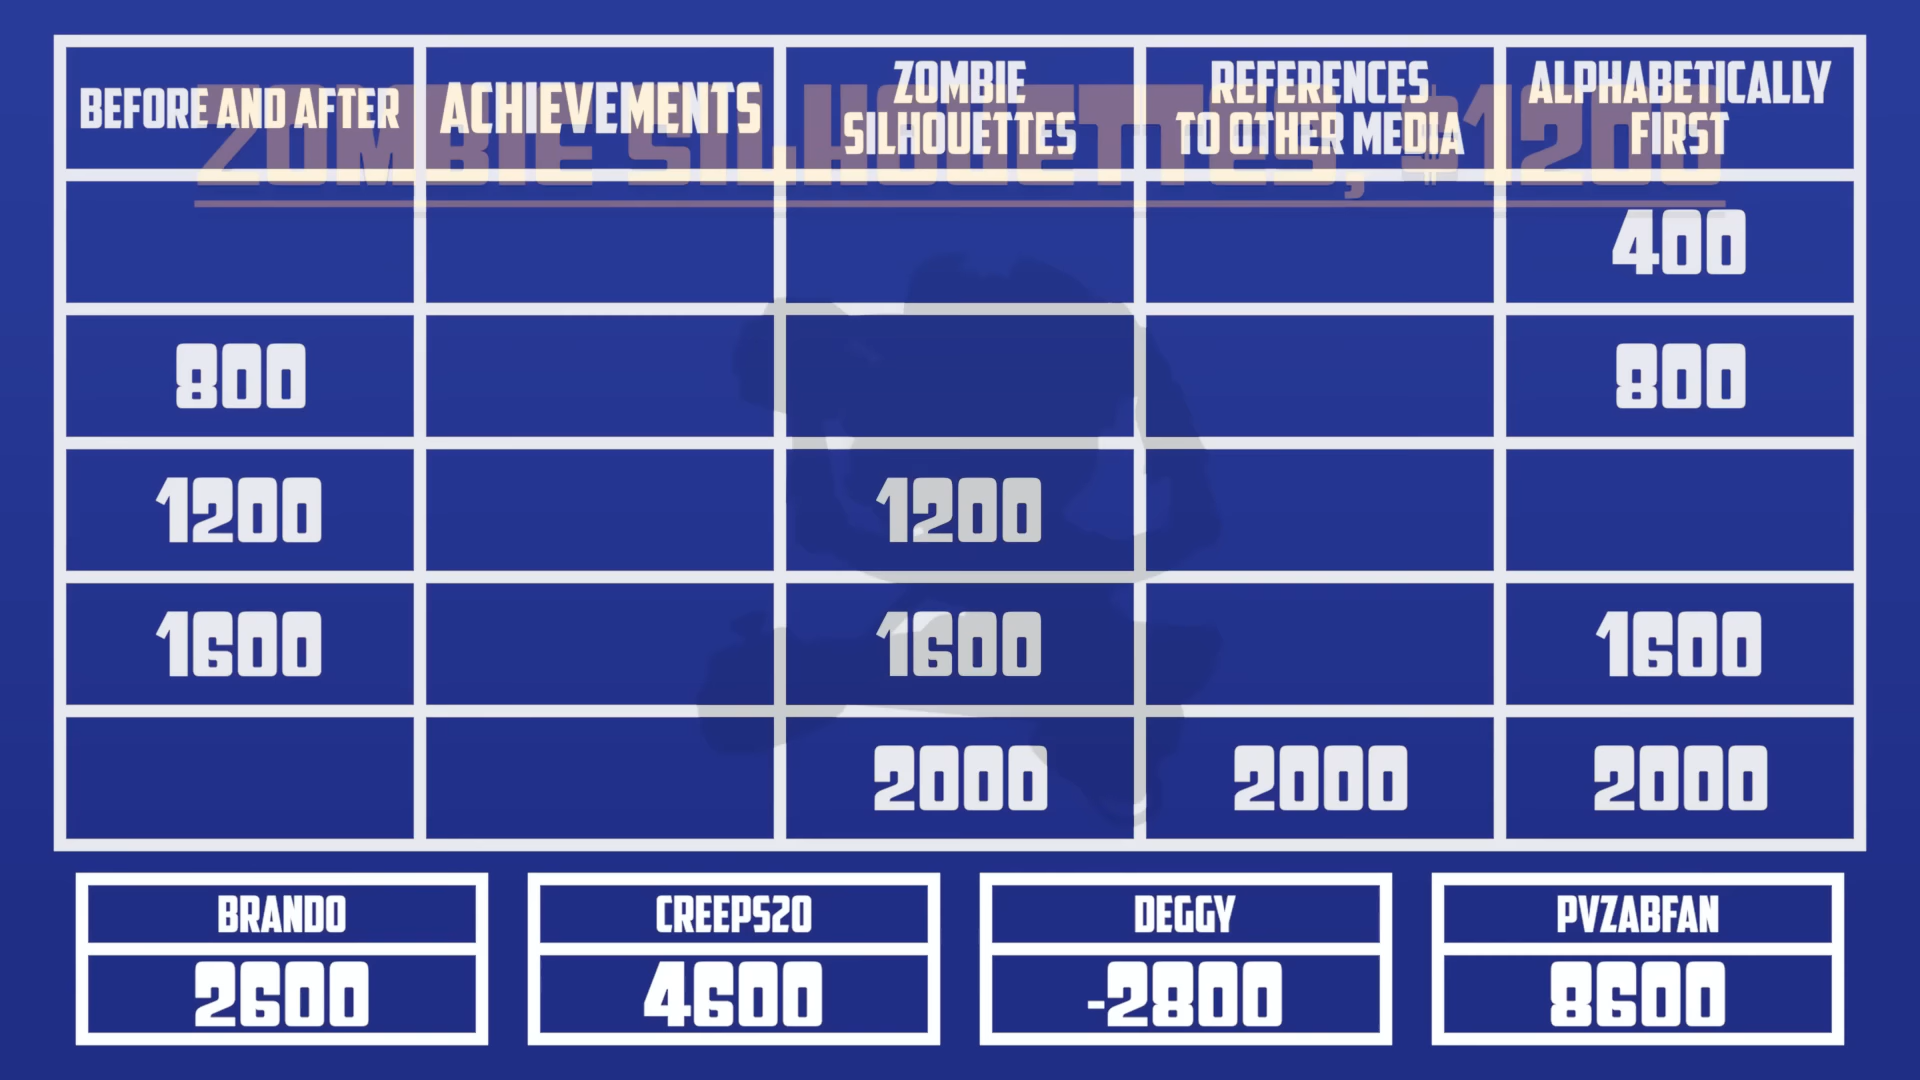 ZOMBIE SILHOUETTES, $1200
BEFORE AND AFTER
ACHIEVEMENTS
ZOMBIE
SILHOUETTES
REFERENCES
TO OTHER MEDIA
ALPHABETICALLY
FIRST
400
800
800
1200
1200
1600
1600
1600
2000
2000
2000
BRANDO
CREEPS20
DEGGY
PVZABFAN
2600
4600
-2800
8600